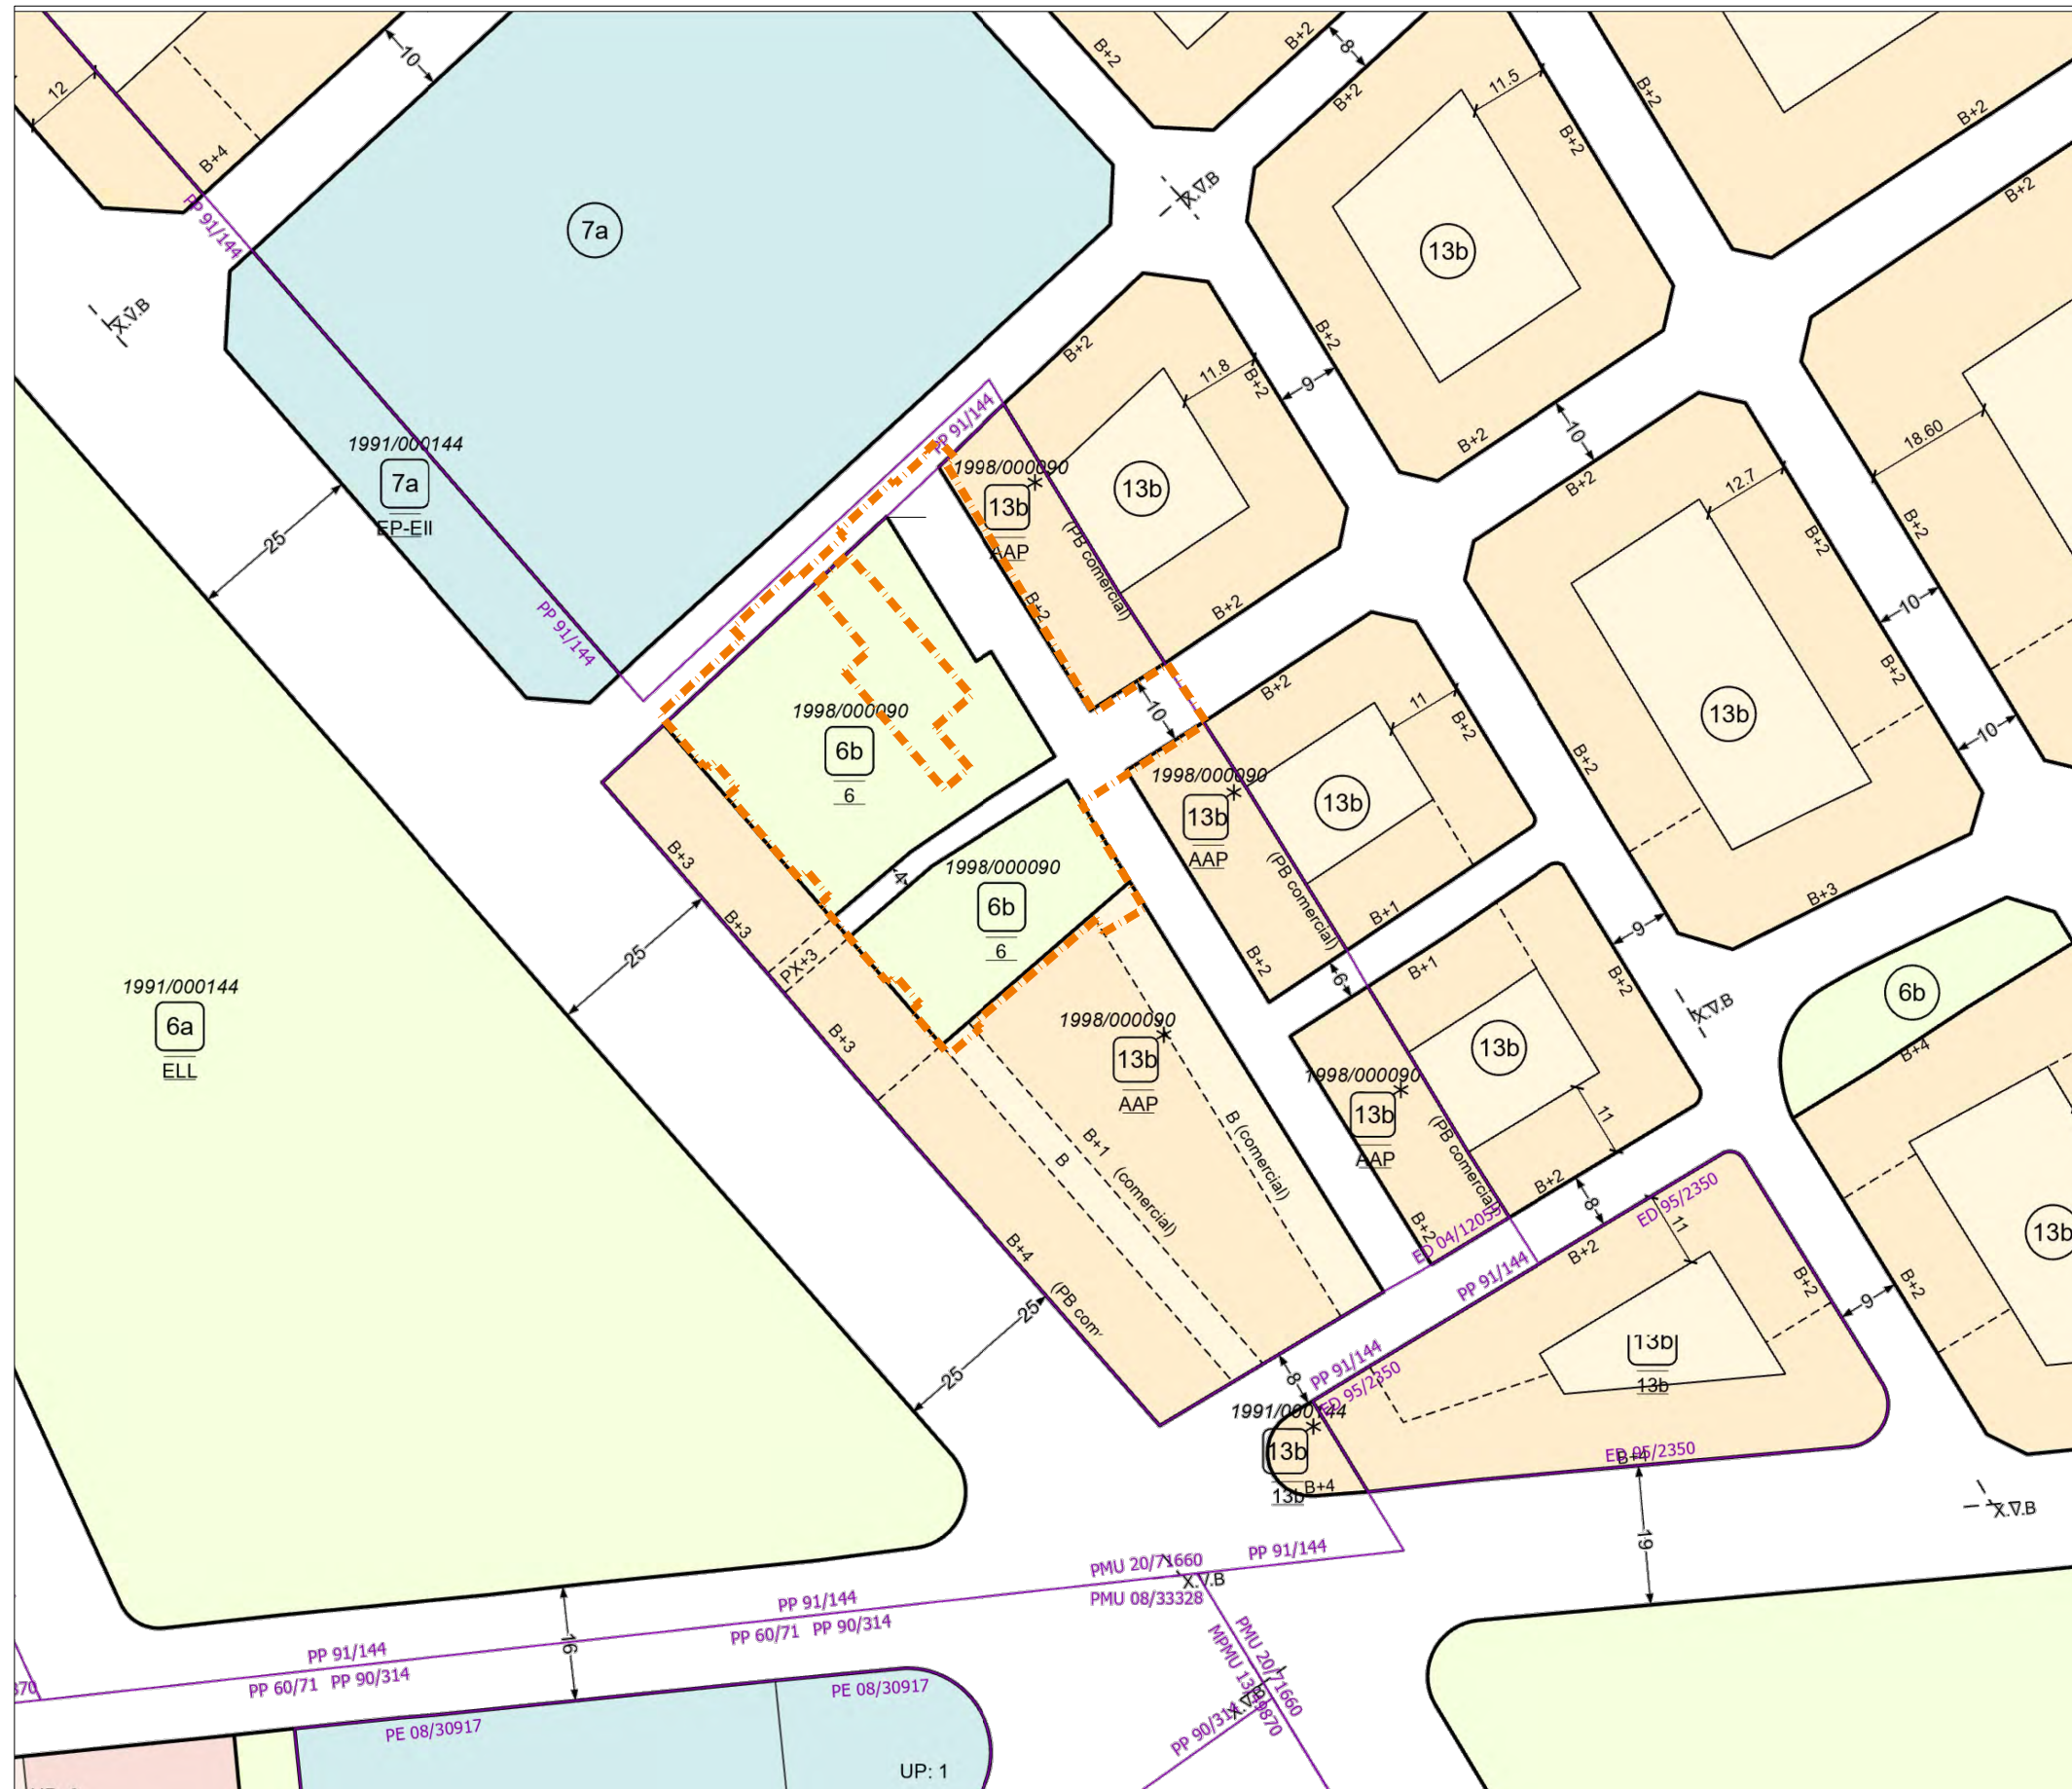 12
10
B+4
PP 91/144
X.V.B
7a
B+2
B+2
8
B+2
11.5
B+2
B+2
B+2
B+2
X.V.B
13b
B+2
B+2
9
10
B+2
11.8
B+2
13b
PP 91/144
1991/000144
7a
EP-EII
25
PP 91/144
1998/000090
13b
AAP
(PB comercial)
B+2
B+2
B+2
12.7
B+2
18.60
B+2
10
B+2
13b
B+2
10
1998/000090
6b
6
10
B+2
11
B+2
1998/000090
13b
AAP
13b
(PB comercial)
B+1
B+2
B+3
B+3
B+3
4
1998/000090
6b
6
PX+3
25
B+3
9
6
B+1
B+2
X.V.B
6b
B+4
1991/000144
6a
ELL
1998/000090
13b
AAP
B+1
(comercial)
B
B (comercial)
1998/000090
13b
AAP
13b
(PB comercial)
11
B+2
B+2
ED 04/12059
B+4
(PB com
25
25
8
ED 95/2350
11
B+2
B+2
PP 91/144
13b
13b
9
B+2
13b
8
PP 91/144
ED 95/2350
1991/000144
13b
13b
B+4
ED 95/2350
B+4
19
X.V.B
PMU 20/71660
PP 91/144
X.V.B
PMU 08/33328
PP 91/144
PP 60/71 PP 90/314
16
PP 91/144
PP 60/71 PP 90/314
370
PMU 20/71660
MPMU 13/49870
X.V.B
PP 90/314
PE 08/30917
PE 08/30917
UP: 1